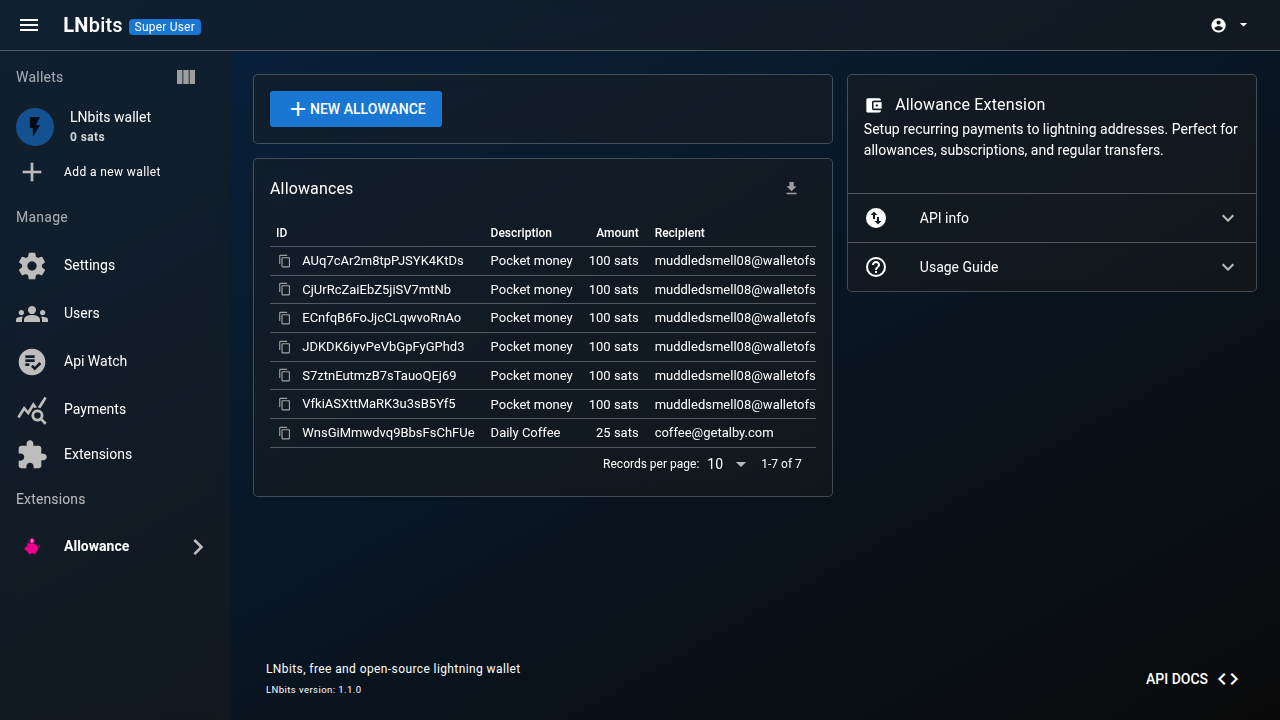 LNbits Super User
Wallets
LNbits wallet
0 sats
Add a new wallet
Manage
Settings
Users
Api Watch
Payments
Extensions
Extensions
Allowance
NEW ALLOWANCE
Allowances
ID Description Amount Recipient
AUq7cAr2m8tpPJSYK4KtDs Pocket money 100 sats muddledsmell08@walletofs
CjUrRcZaiEbZ5jiSV7mtNb Pocket money 100 sats muddledsmell08@walletofs
ECnfqB6FoJjcCLqwvoRnAo Pocket money 100 sats muddledsmell08@walletofs
JDKDK6iyvPeVbGpFyGPhd3 Pocket money 100 sats muddledsmell08@walletofs
S7ztnEutmzB7sTauoQEj69 Pocket money 100 sats muddledsmell08@walletofs
VfkiASXttMaRK3u3sB5Yf5 Pocket money 100 sats muddledsmell08@walletofs
WnsGiMmwdvq9BbsFsChFUe Daily Coffee 25 sats coffee@getalby.com
Records per page: 10 1-7 of 7
Allowance Extension
Setup recurring payments to lightning addresses. Perfect for
allowances, subscriptions, and regular transfers.
API info
Usage Guide
LNbits, free and open-source lightning wallet
LNbits version: 1.1.0
API DOCS